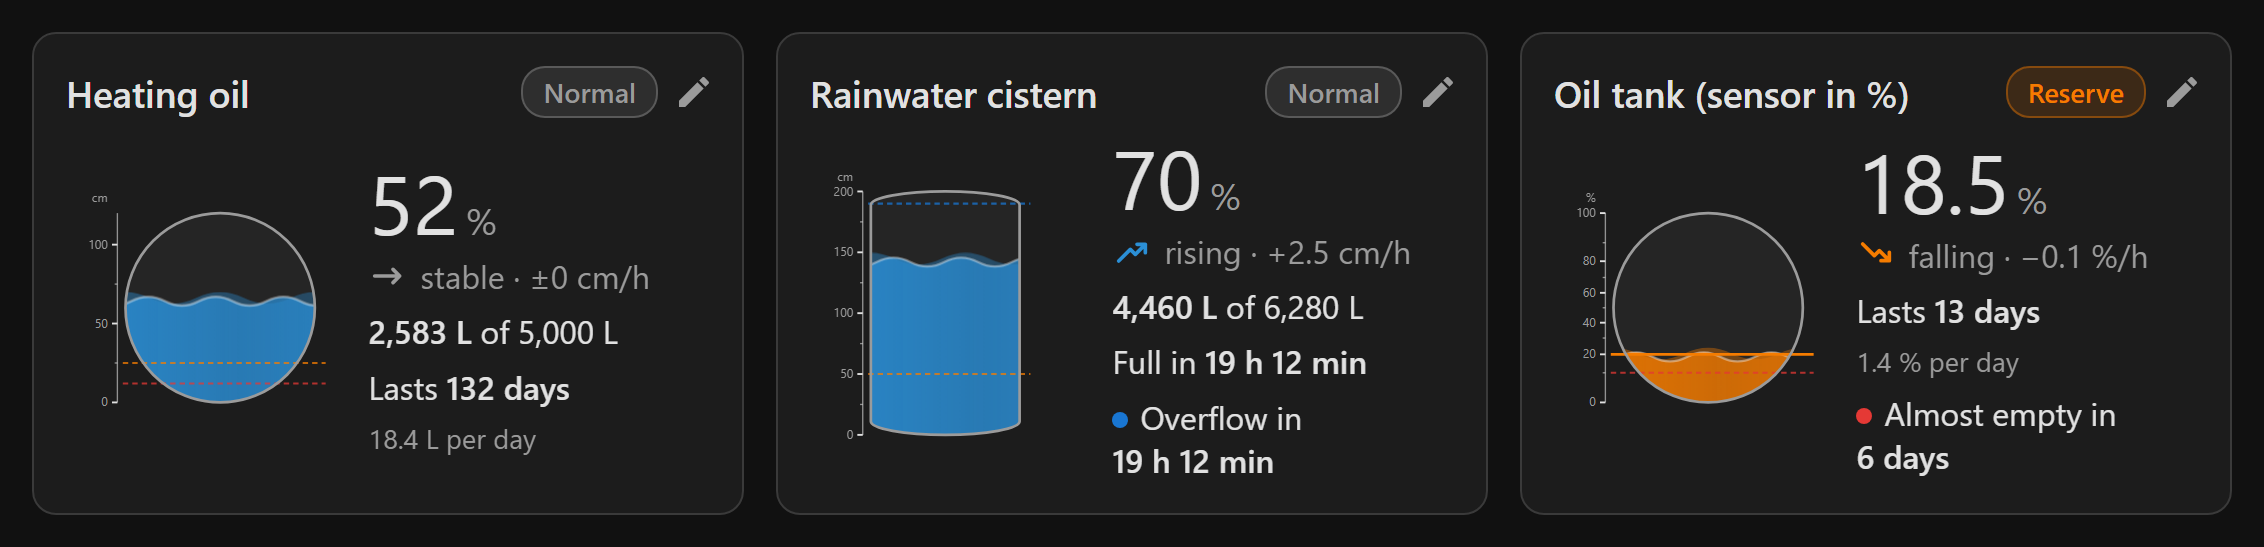 Heating oil
Normal
cm
100
50
0
52 %
stable · ±0 cm/h
2,583 L of 5,000 L
Lasts 132 days
18.4 L per day
Rainwater cistern
Normal
cm
200
150
100
50
0
70 %
rising · +2.5 cm/h
4,460 L of 6,280 L
Full in 19 h 12 min
Overflow in
19 h 12 min
Oil tank (sensor in %)
Reserve
%
100
80
60
40
20
0
18.5 %
falling · −0.1 %/h
Lasts 13 days
1.4 % per day
Almost empty in
6 days